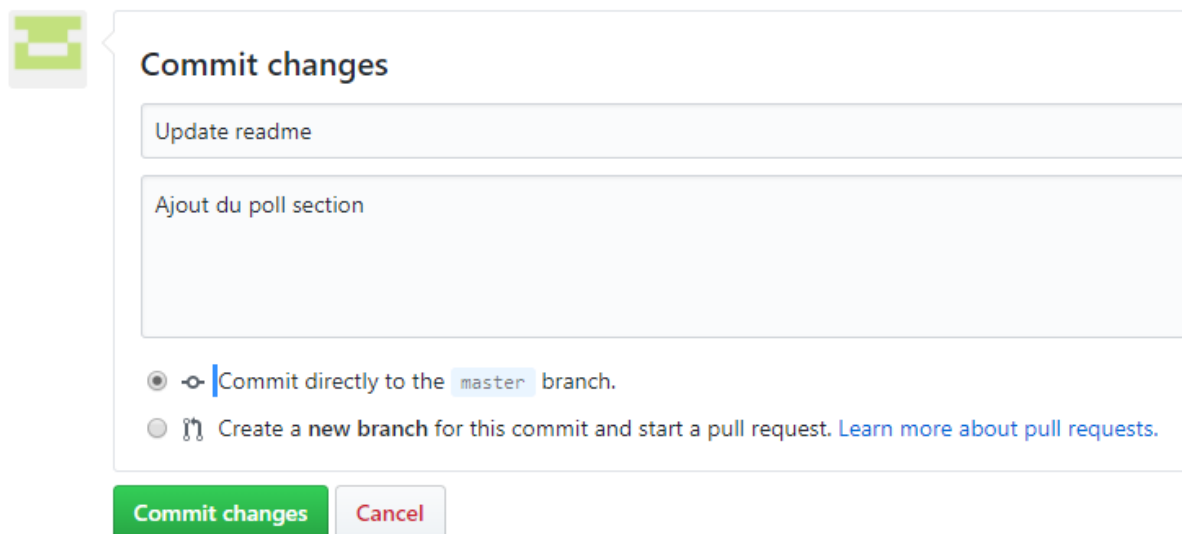 Commit changes
Update readme
Ajout du poll section
Commit directly to the master branch.
Create a new branch for this commit and start a pull request. Learn more about pull requests.
Commit changes
Cancel